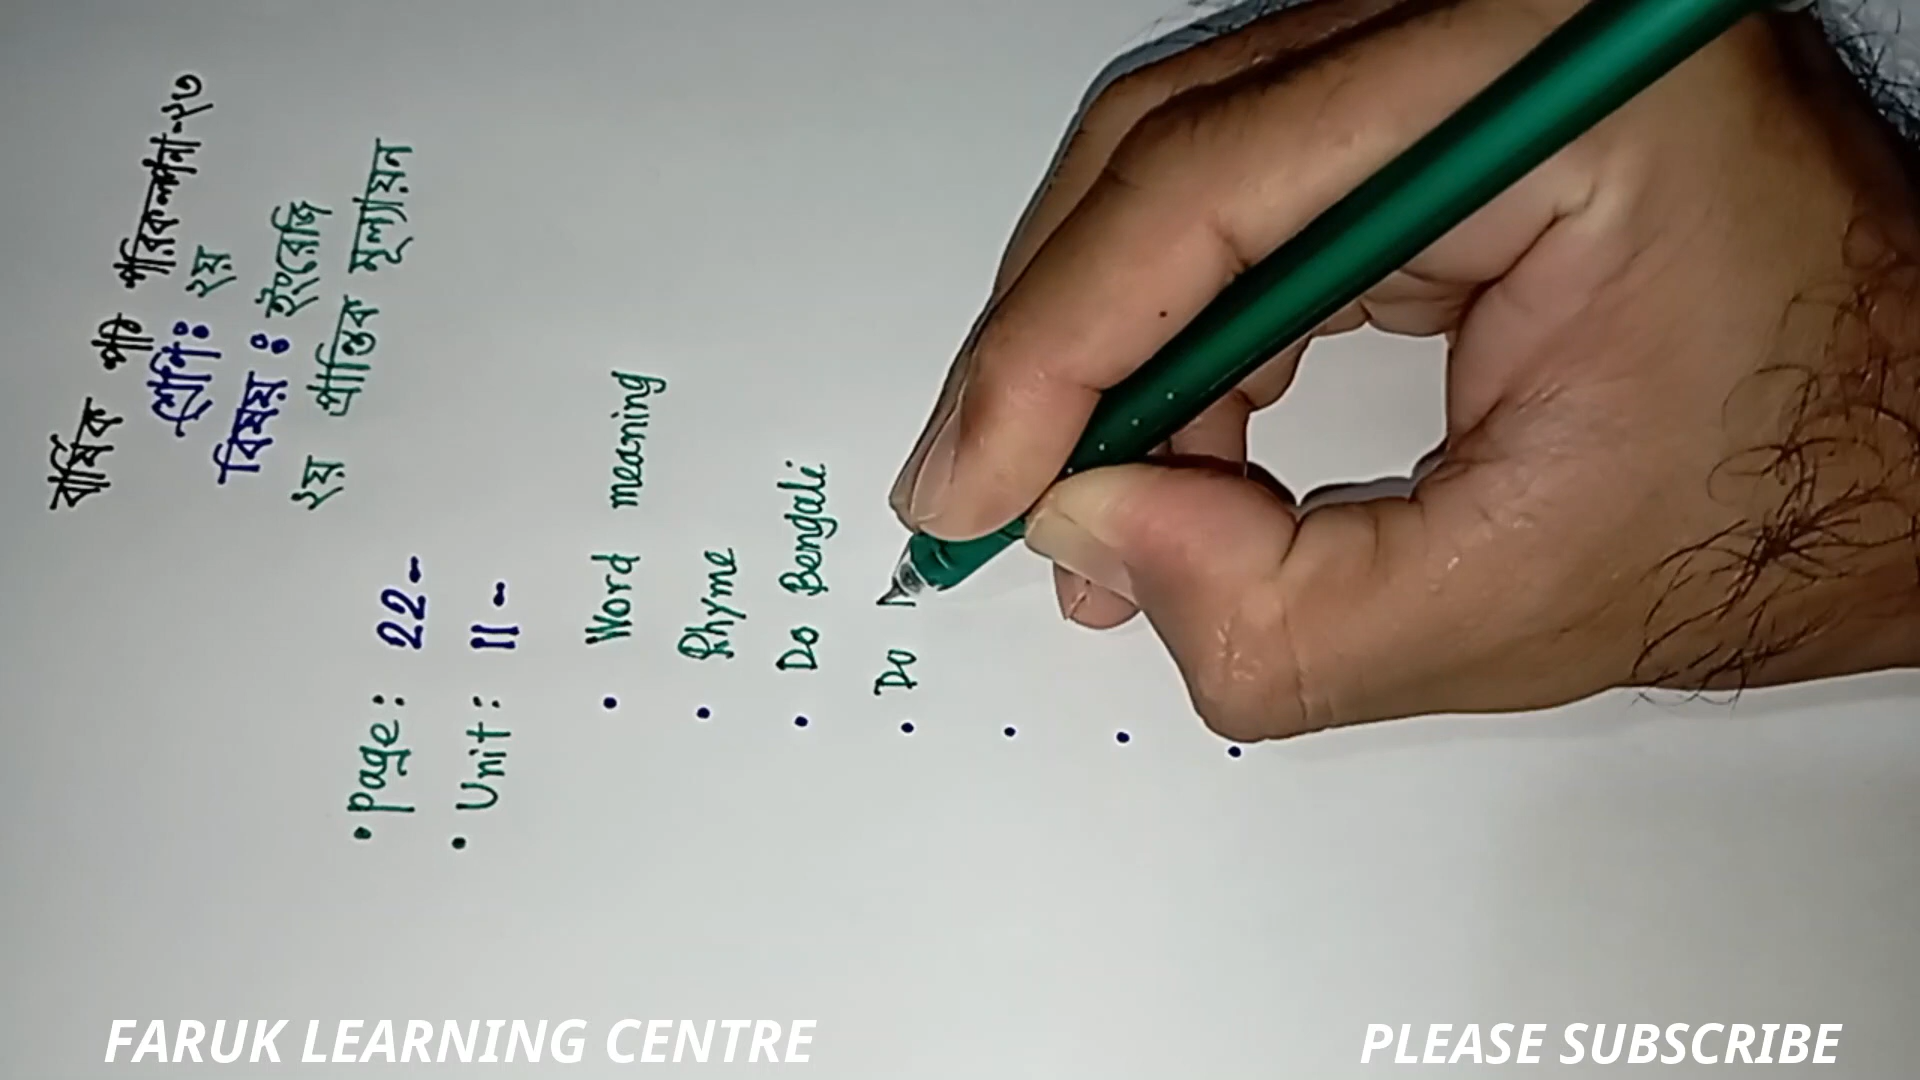 বার্ষিক পাঠ পরিকল্পনা-২৩
শ্রেণি: ২য়
বিষয়: ইংরেজি
২য় প্রান্তিক মূল্যায়ন
• Page: 22-
• Unit: 11-
• Word meaning
• Rhyme
• Do Bengali
• Do
•
•
•
FARUK LEARNING CENTRE
PLEASE SUBSCRIBE